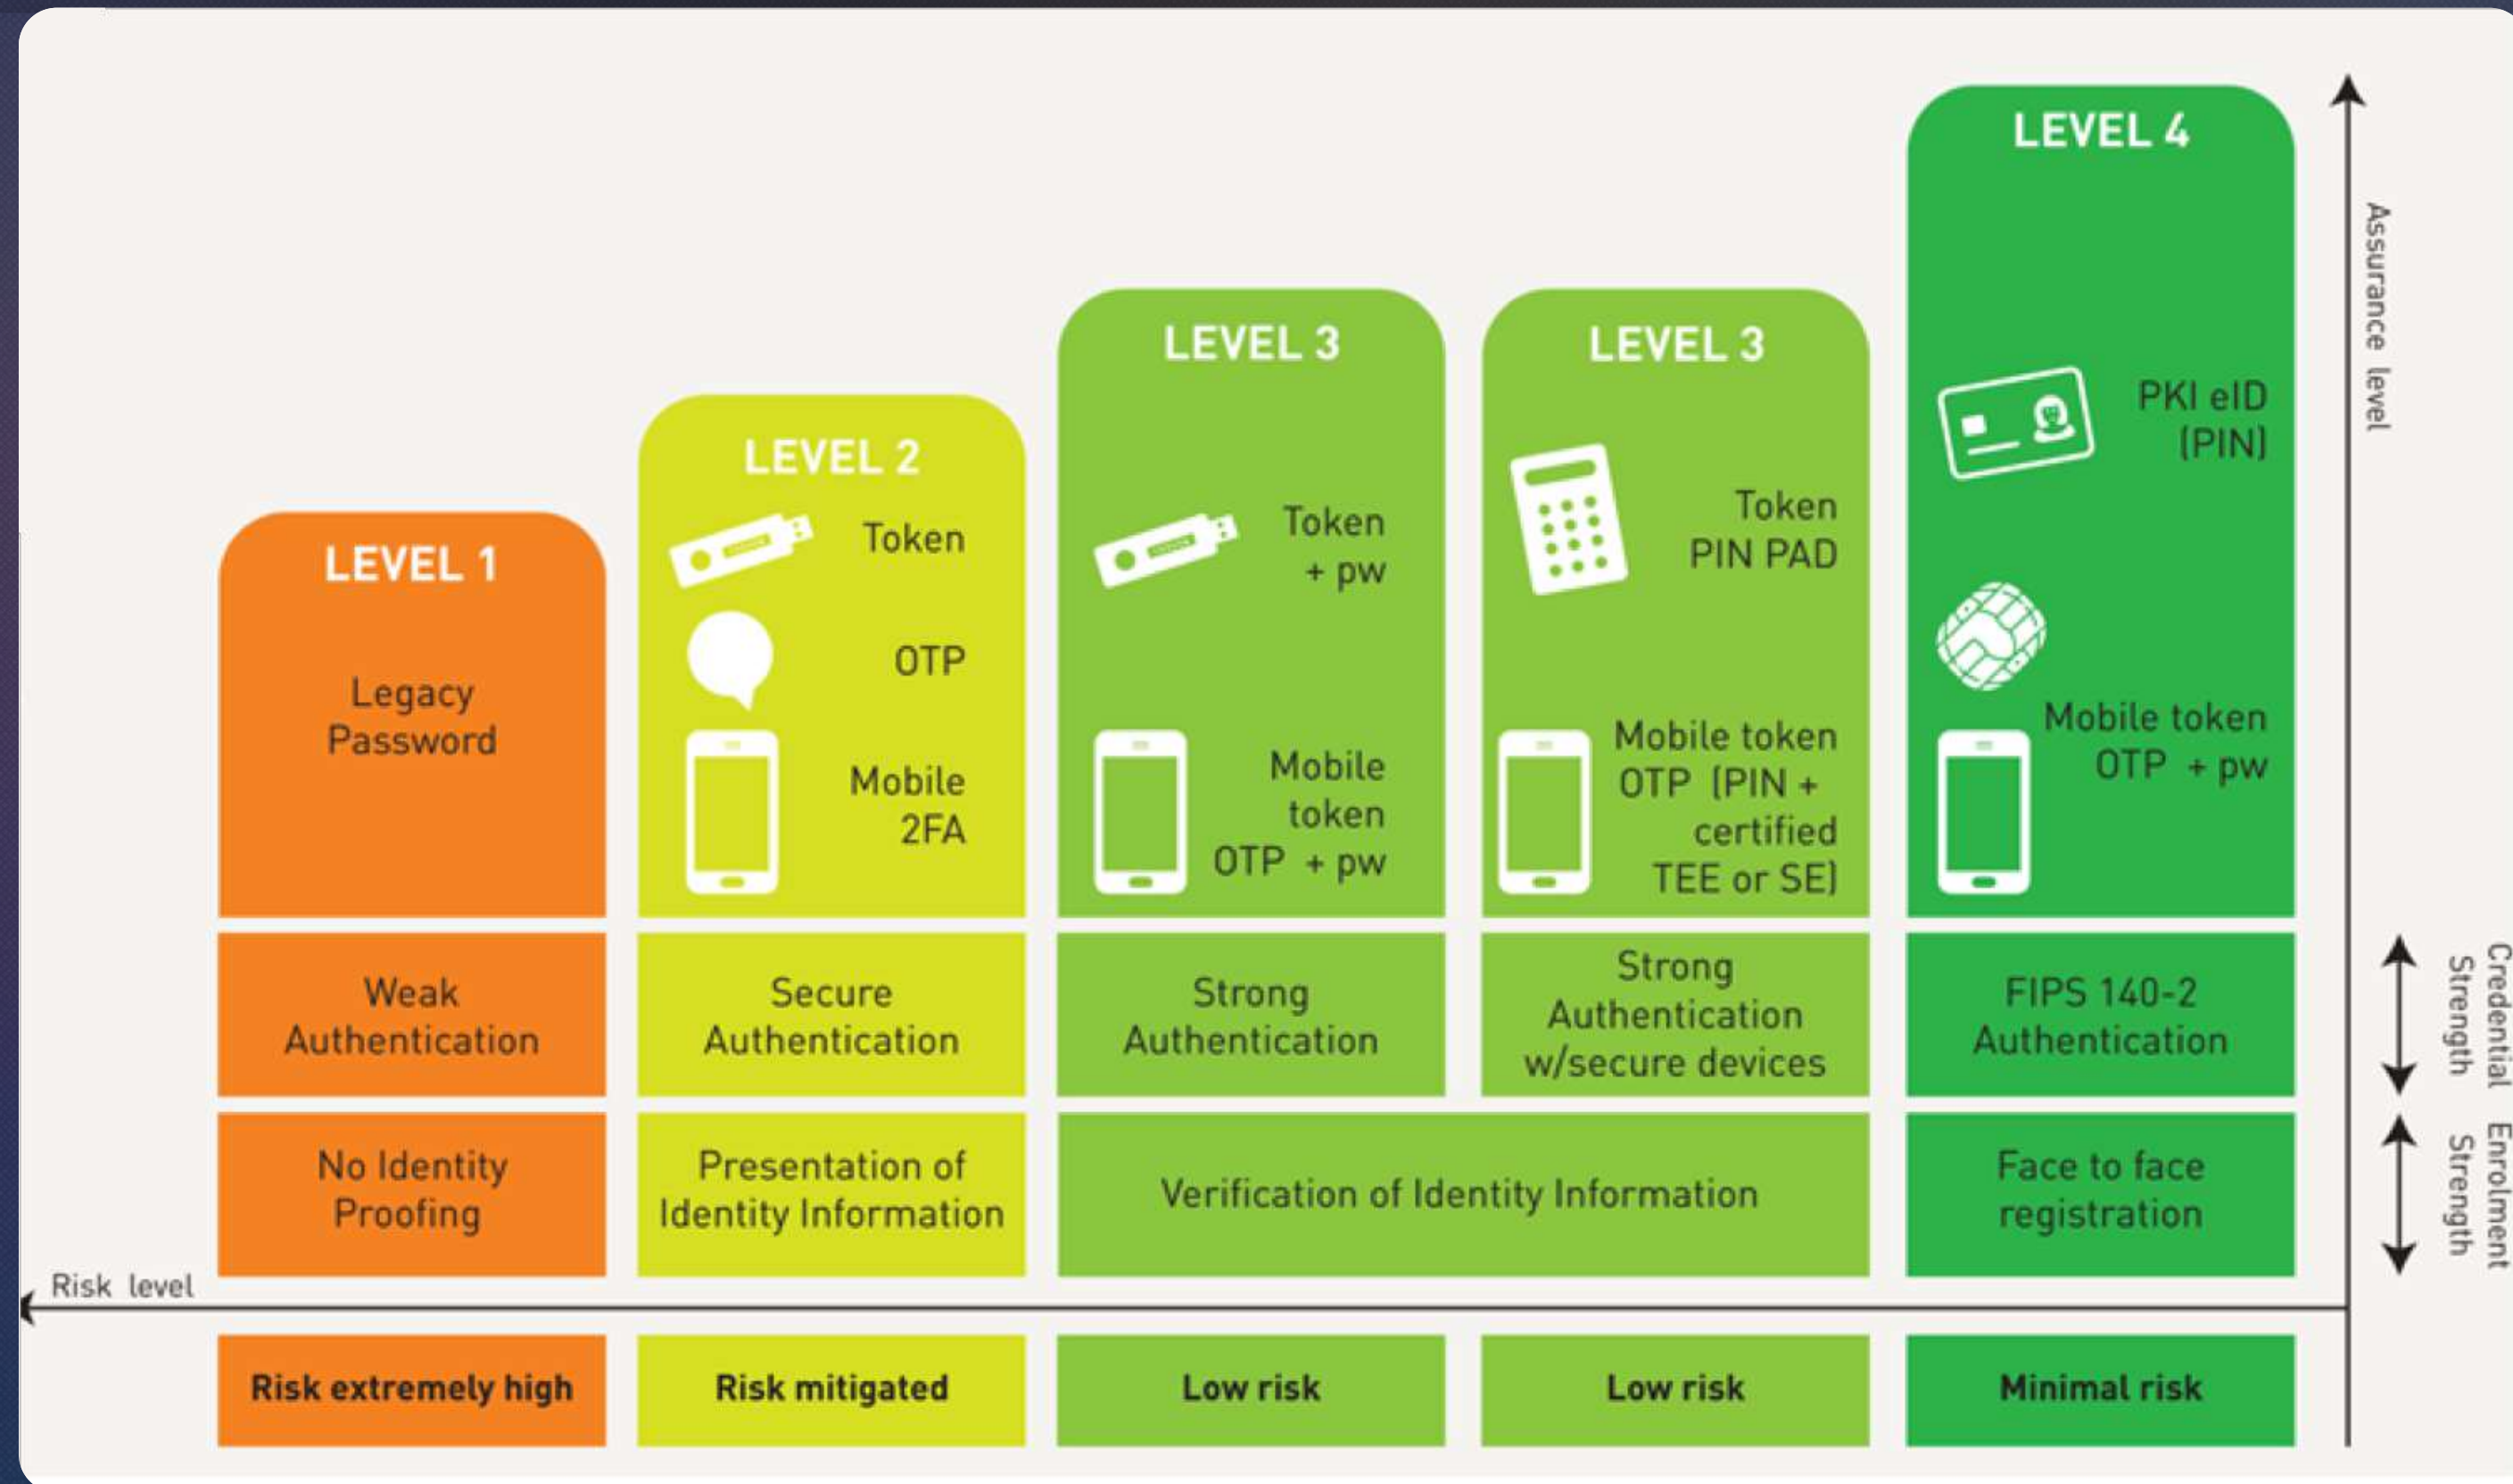 LEVEL 1
Legacy
Password
Weak
Authentication
No Identity
Proofing
Risk extremely high
LEVEL 2
Token
OTP
Mobile
2FA
Secure
Authentication
Presentation of
Identity Information
Risk mitigated
LEVEL 3
Token
+ pw
Mobile
token
OTP + pw
Strong
Authentication
LEVEL 3
Token
PIN PAD
Mobile token
OTP (PIN +
certified
TEE or SE)
Strong
Authentication
w/secure devices
Verification of Identity Information
Low risk
Low risk
LEVEL 4
PKI eID
(PIN)
Mobile token
OTP + pw
FIPS 140-2
Authentication
Face to face
registration
Minimal risk
Assurance level
Credential
Strength
Enrolment
Strength
Risk level